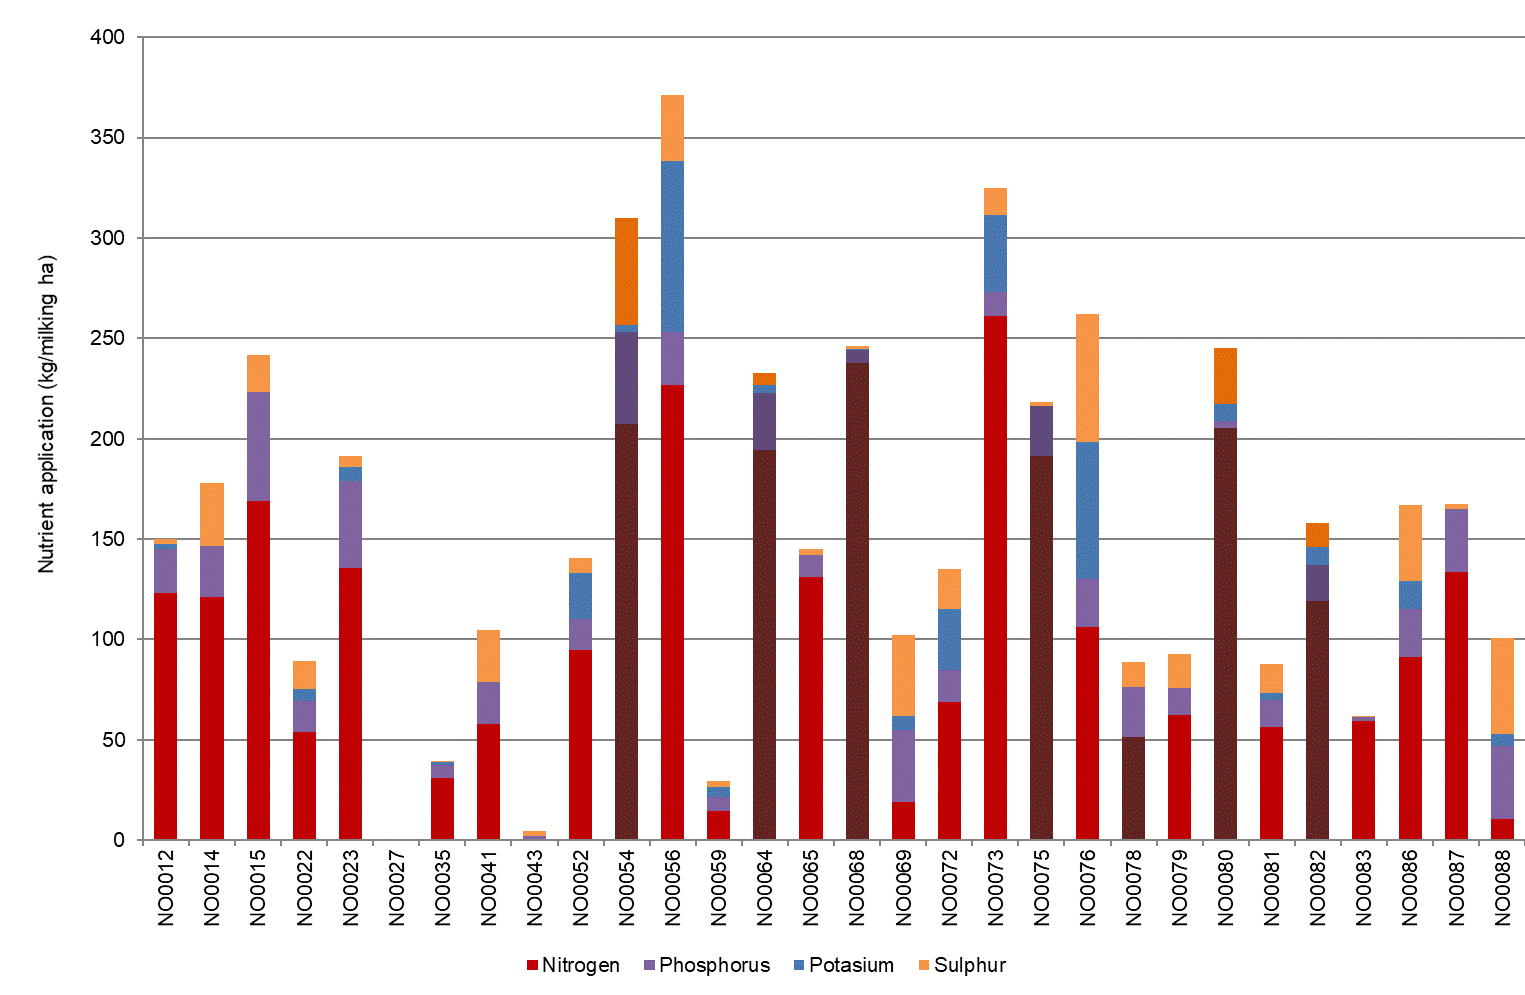 400
350
300
250
200
150
100
50
0
Nutrient application (kg/milking ha)
NO0012
NO0014
NO0015
NO0022
NO0023
NO0027
NO0035
NO0041
NO0043
NO0052
NO0054
NO0056
NO0059
NO0064
NO0065
NO0068
NO0069
NO0072
NO0073
NO0075
NO0076
NO0078
NO0079
NO0080
NO0081
NO0082
NO0083
NO0086
NO0087
NO0088
Nitrogen Phosphorus Potasium Sulphur